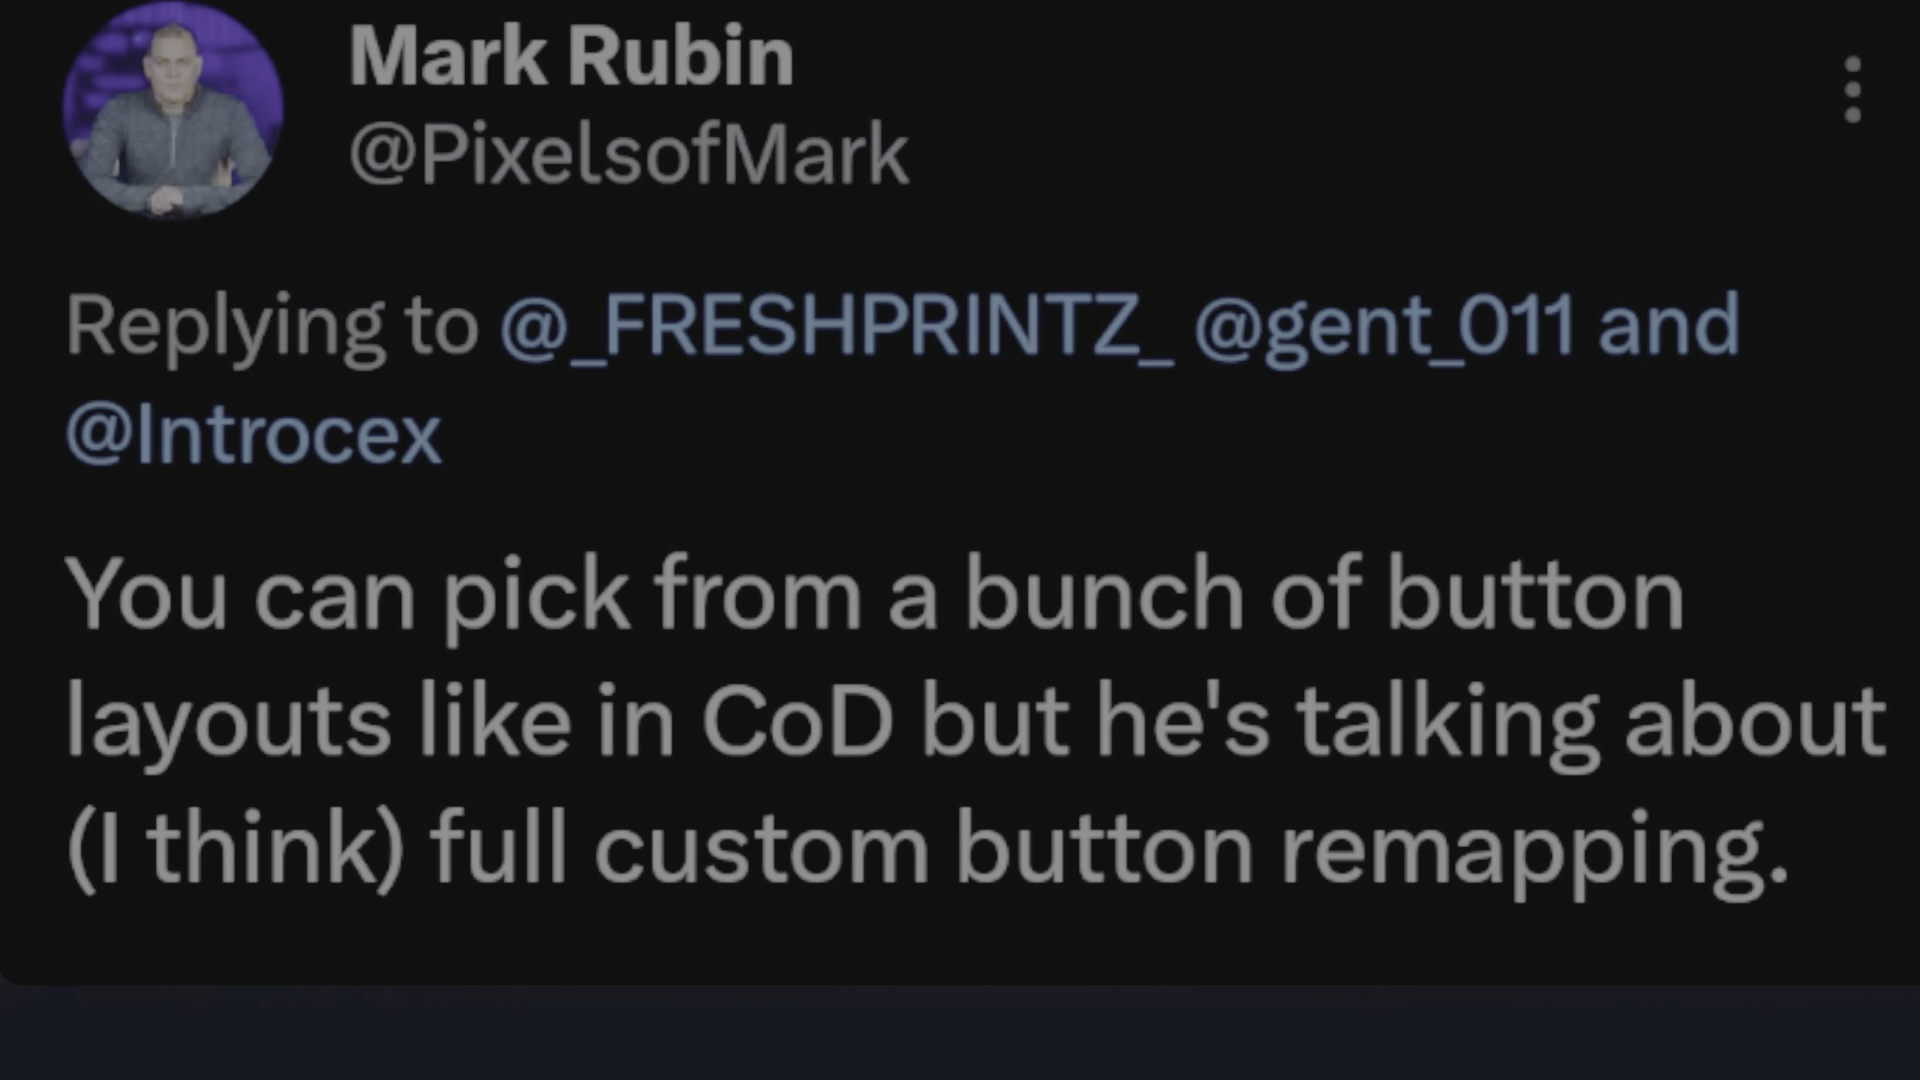 Mark Rubin
@PixelsofMark
Replying to @_FRESHPRINTZ_ @gent_011 and
@Introcex
You can pick from a bunch of button
layouts like in CoD but he's talking about
(I think) full custom button remapping.